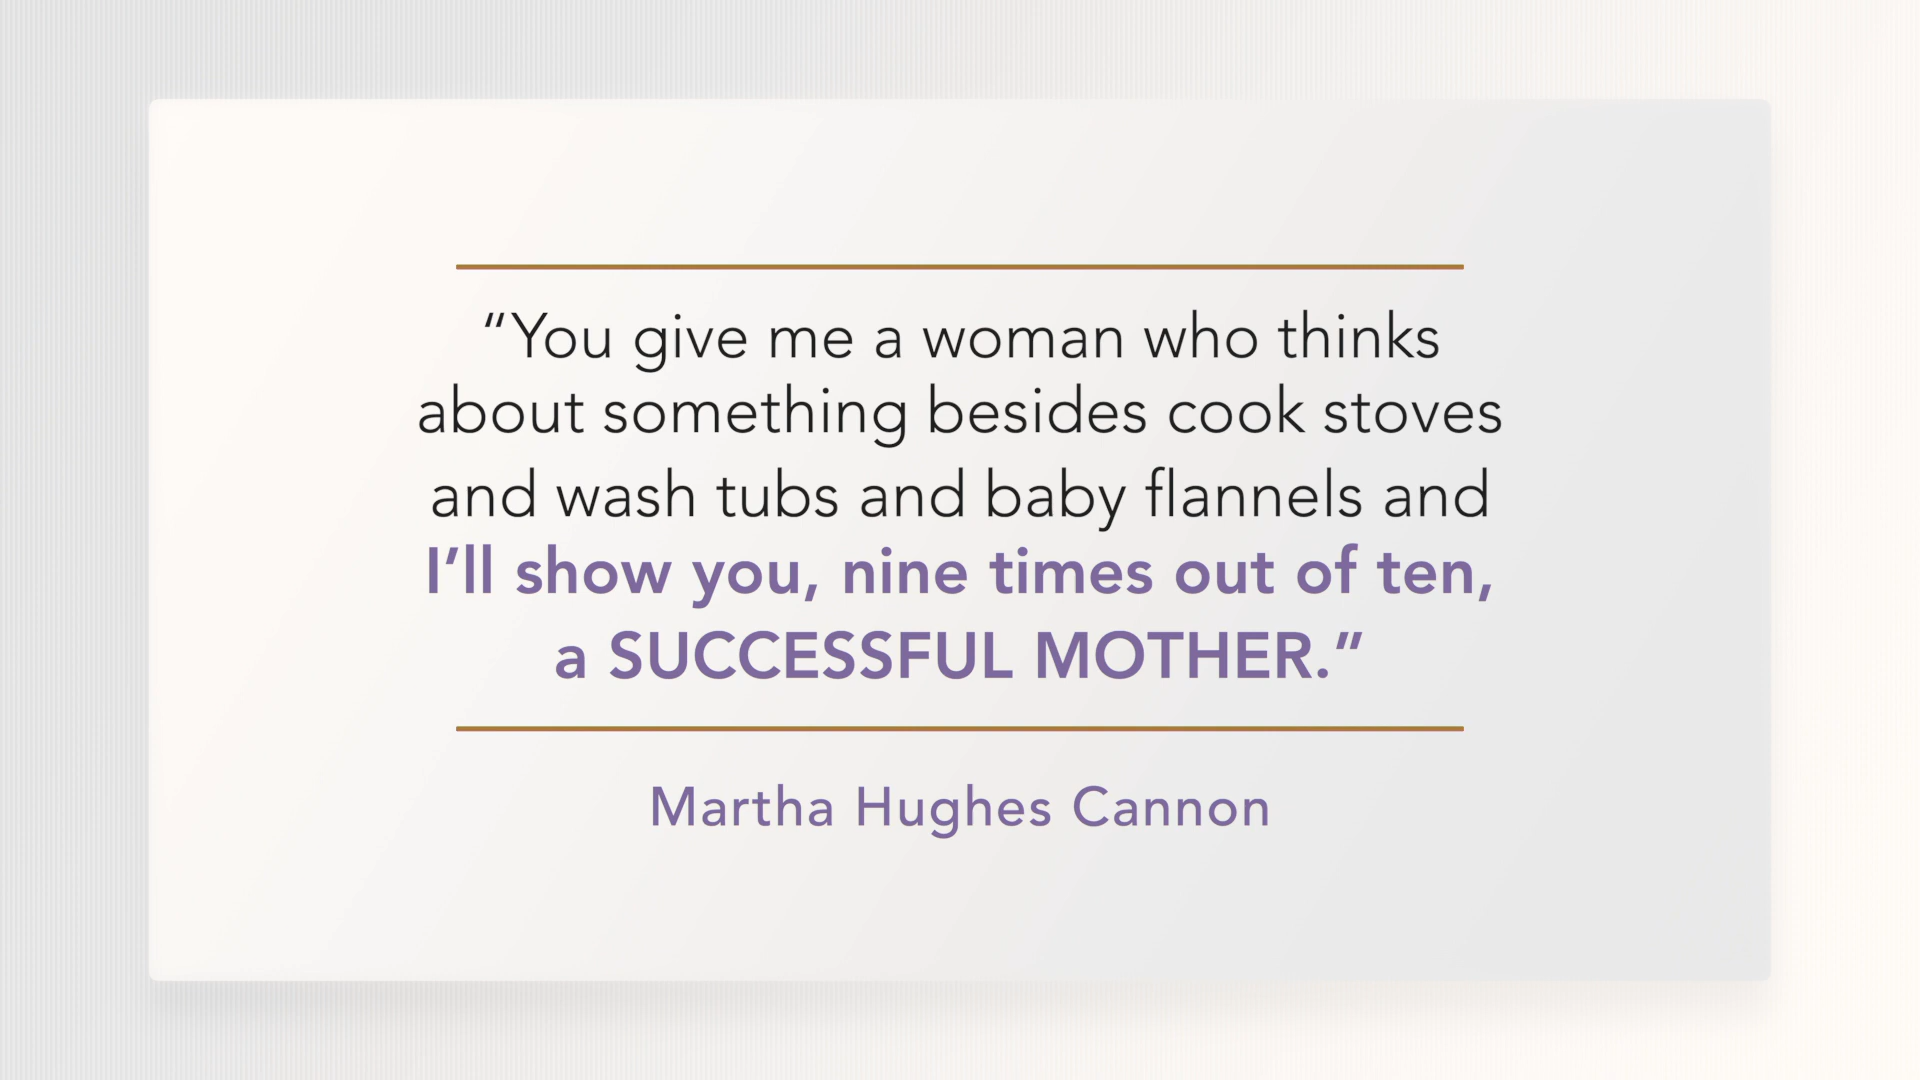 “You give me a woman who thinks
about something besides cook stoves
and wash tubs and baby flannels and
I’ll show you, nine times out of ten,
a SUCCESSFUL MOTHER.”
Martha Hughes Cannon